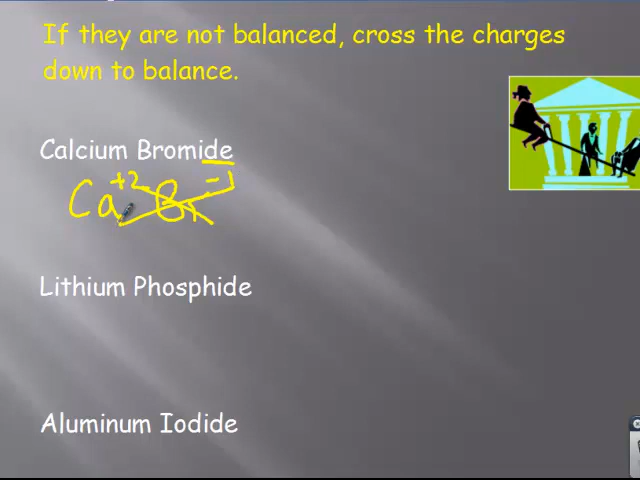 If they are not balanced, cross the charges
down to balance.
Calcium Bromide
Ca+2 Br-1
Lithium Phosphide
Aluminum Iodide